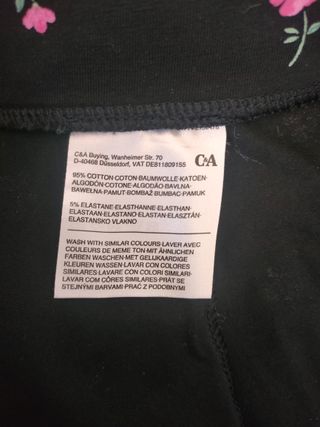 C&A Buying, Wanheimer Str. 70
D-40468 Düsseldorf, VAT DE811809155
C&A
95% COTTON-COTON-BAUMWOLLE-KATOEN-
ALGODÓN-COTONE-ALGODÃO-BAVLNA-
BAWEŁNA-PAMUT-BOMBAŽ BUMBAC-PAMUK
5% ELASTANE-ELASTHANNE-ELASTHAN-
ELASTAAN-ELASTANO-ELASTAN-ELASZTÁN-
ELASTANSKO VLAKNO
WASH WITH SIMILAR COLOURS-LAVER AVEC
COULEURS DE MEME TON-MIT ÄHNLICHEN
FARBEN WASCHEN-MET GELIJKAARDIGE
KLEUREN WASSEN-LAVAR CON COLORES
SIMILARES-LAVARE CON COLORI SIMILARI-
LAVAR COM CÔRES SIMILARES-PRÁT SE
STEJNÝMI BARVAMI-PRAĆ Z PODOBNYMI